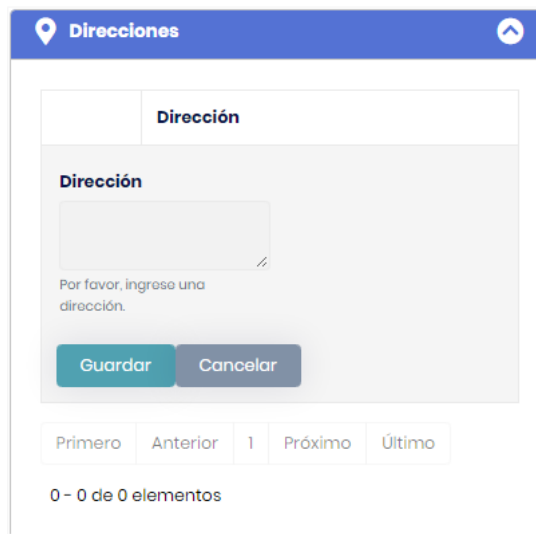 Direcciones
Dirección
Dirección
Por favor, ingrese una
dirección.
Guardar Cancelar
Primero Anterior 1 Próximo Último
0 - 0 de 0 elementos